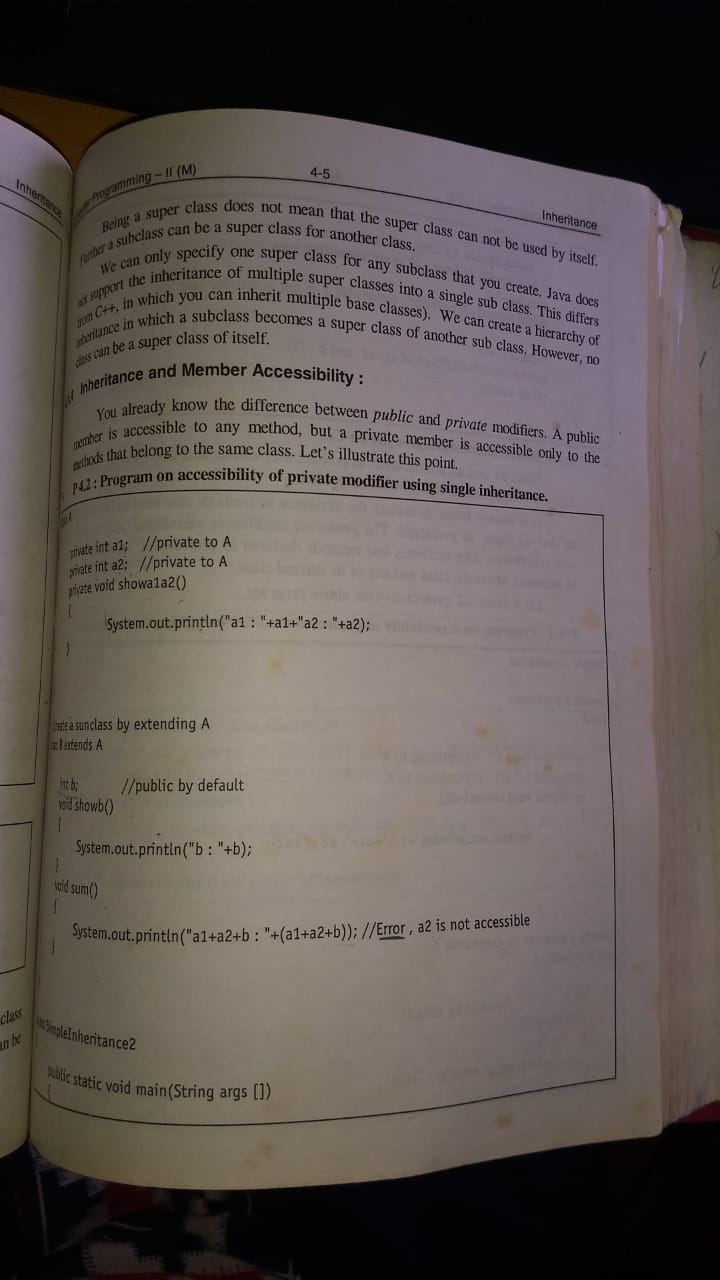 Inheritance
Programming – II (M)
4-5
Inheritance
Being a super class does not mean that the super class can not be used by itself.
Further a subclass can be a super class for another class.
We can only specify one super class for any subclass that you create. Java does
not support the inheritance of multiple super classes into a single sub class. This differs
from C++, in which you can inherit multiple base classes). We can create a hierarchy of
inheritance in which a subclass becomes a super class of another sub class. However, no
class can be a super class of itself.
Inheritance and Member Accessibility :
You already know the difference between public and private modifiers. A public
member is accessible to any method, but a private member is accessible only to the
methods that belong to the same class. Let's illustrate this point.
P4.2 : Program on accessibility of private modifier using single inheritance.
A
private int a1; //private to A
private int a2; //private to A
private void showa1a2()
{
System.out.println("a1 : "+a1+"a2 : "+a2);
}
a sunclass by extending A
B extends A
int b; //public by default
void showb()
{
System.out.println("b : "+b);
}
void sum()
{
System.out.println("a1+a2+b : "+(a1+a2+b)); //Error , a2 is not accessible
}
SimpleInheritance2
public static void main(String args [])
{
class
be